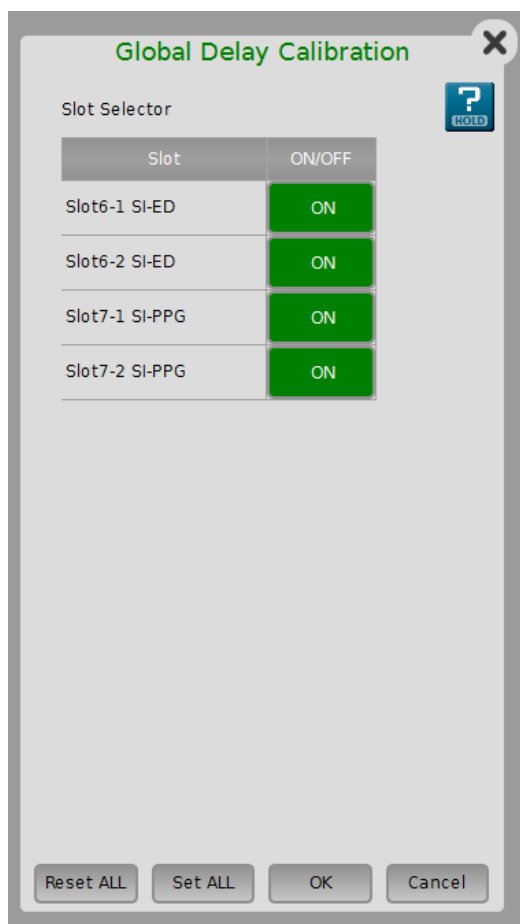 Global Delay Calibration
Slot Selector
?
HOLD
Slot ON/OFF
Slot6-1 SI-ED ON
Slot6-2 SI-ED ON
Slot7-1 SI-PPG ON
Slot7-2 SI-PPG ON
Reset ALL Set ALL OK Cancel